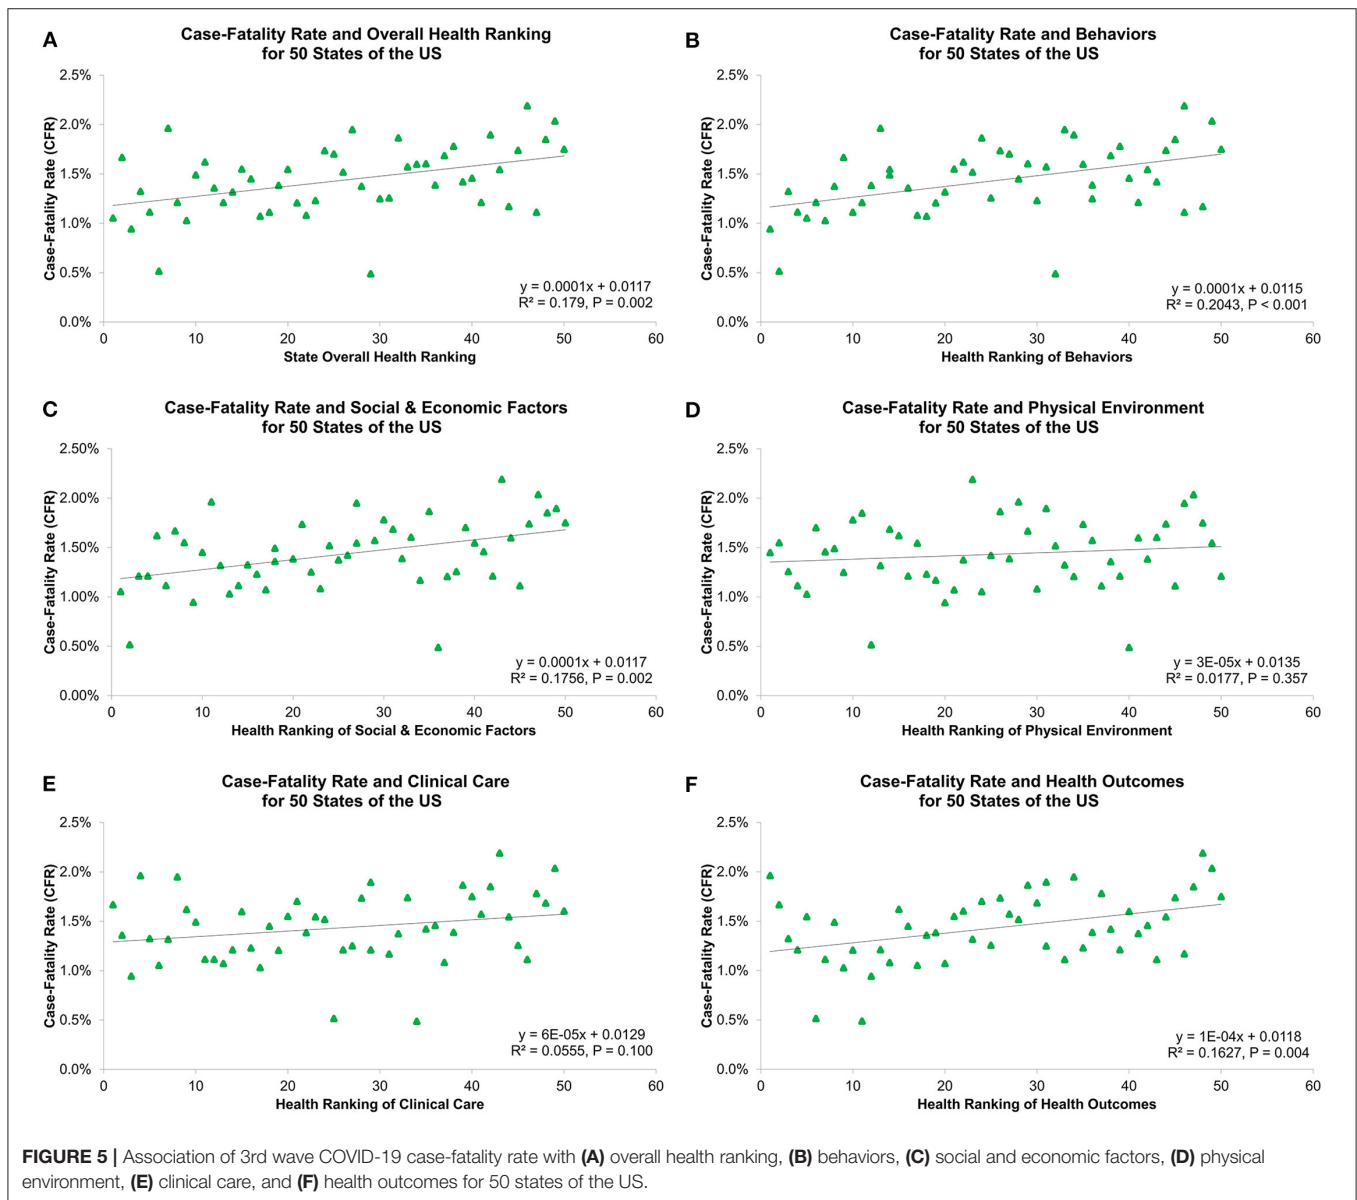 A
Case-Fatality Rate and Overall Health Ranking
for 50 States of the US
Case-Fatality Rate (CFR)
2.5%
2.0%
1.5%
1.0%
0.5%
0.0%
y = 0.0001x + 0.0117
R² = 0.179, P = 0.002
0 10 20 30 40 50 60
State Overall Health Ranking
B
Case-Fatality Rate and Behaviors
for 50 States of the US
Case-Fatality Rate (CFR)
2.5%
2.0%
1.5%
1.0%
0.5%
0.0%
y = 0.0001x + 0.0115
R² = 0.2043, P < 0.001
0 10 20 30 40 50 60
Health Ranking of Behaviors
C
Case-Fatality Rate and Social & Economic Factors
for 50 States of the US
Case-Fatality Rate (CFR)
2.50%
2.00%
1.50%
1.00%
0.50%
0.00%
y = 0.0001x + 0.0117
R² = 0.1756, P = 0.002
0 10 20 30 40 50 60
Health Ranking of Social & Economic Factors
D
Case-Fatality Rate and Physical Environment
for 50 States of the US
Case-Fatality Rate (CFR)
2.5%
2.0%
1.5%
1.0%
0.5%
0.0%
y = 3E-05x + 0.0135
R² = 0.0177, P = 0.357
0 10 20 30 40 50 60
Health Ranking of Physical Environment
E
Case-Fatality Rate and Clinical Care
for 50 States of the US
Case-Fatality Rate (CFR)
2.5%
2.0%
1.5%
1.0%
0.5%
0.0%
y = 6E-05x + 0.0129
R² = 0.0555, P = 0.100
0 10 20 30 40 50 60
Health Ranking of Clinical Care
F
Case-Fatality Rate and Health Outcomes
for 50 States of the US
Case-Fatality Rate (CFR)
2.5%
2.0%
1.5%
1.0%
0.5%
0.0%
y = 1E-04x + 0.0118
R² = 0.1627, P = 0.004
0 10 20 30 40 50 60
Health Ranking of Health Outcomes
FIGURE 5 | Association of 3rd wave COVID-19 case-fatality rate with (A) overall health ranking, (B) behaviors, (C) social and economic factors, (D) physical
environment, (E) clinical care, and (F) health outcomes for 50 states of the US.